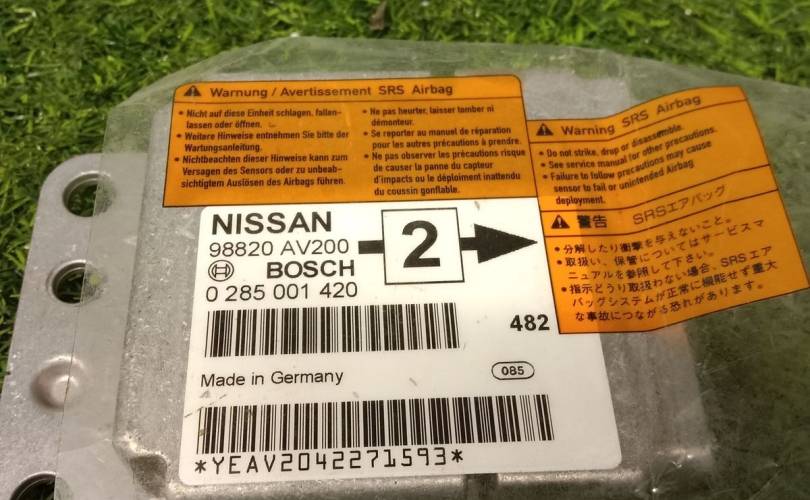 Warnung / Avertissement SRS Airbag
• Nicht auf diese Einheit schlagen, fallen-
lassen oder öffnen.
• Weitere Hinweise entnehmen Sie bitte der
Wartungsanleitung.
• Nichtbeachten dieser Hinweise kann zum
Versagen des Sensors oder zu unbeab-
sichtigtem Auslösen des Airbags führen.
• Ne pas heurter, laisser tomber ni
démonteur.
• Se reporter au manuel de réparation
pour les autres précautions à prendre.
• Ne pas observer les précautions risque
de causer la panne du capteur
d'impacts ou le déploiment inattendu
du coussin gonflable.
Warning SRS Airbag
• Do not strike, drop or disassemble.
• See service manual for other precautions.
• Failure to follow precautions may cause
sensor to fail or unintended Airbag
deployment.
警告 SRSエアバッグ
• 分解したり衝撃を与えないこと。
• 取扱い、保管についてはサービスマ
ニュアルを参照して下さい。
• 指示どうり取扱わない場合、SRSエア
バッグシステムが正常に機能せず重大
な事故につながる恐れがあります。
NISSAN
98820 AV200
2
BOSCH
0 285 001 420
482
Made in Germany
085
*YEAV2042271593*